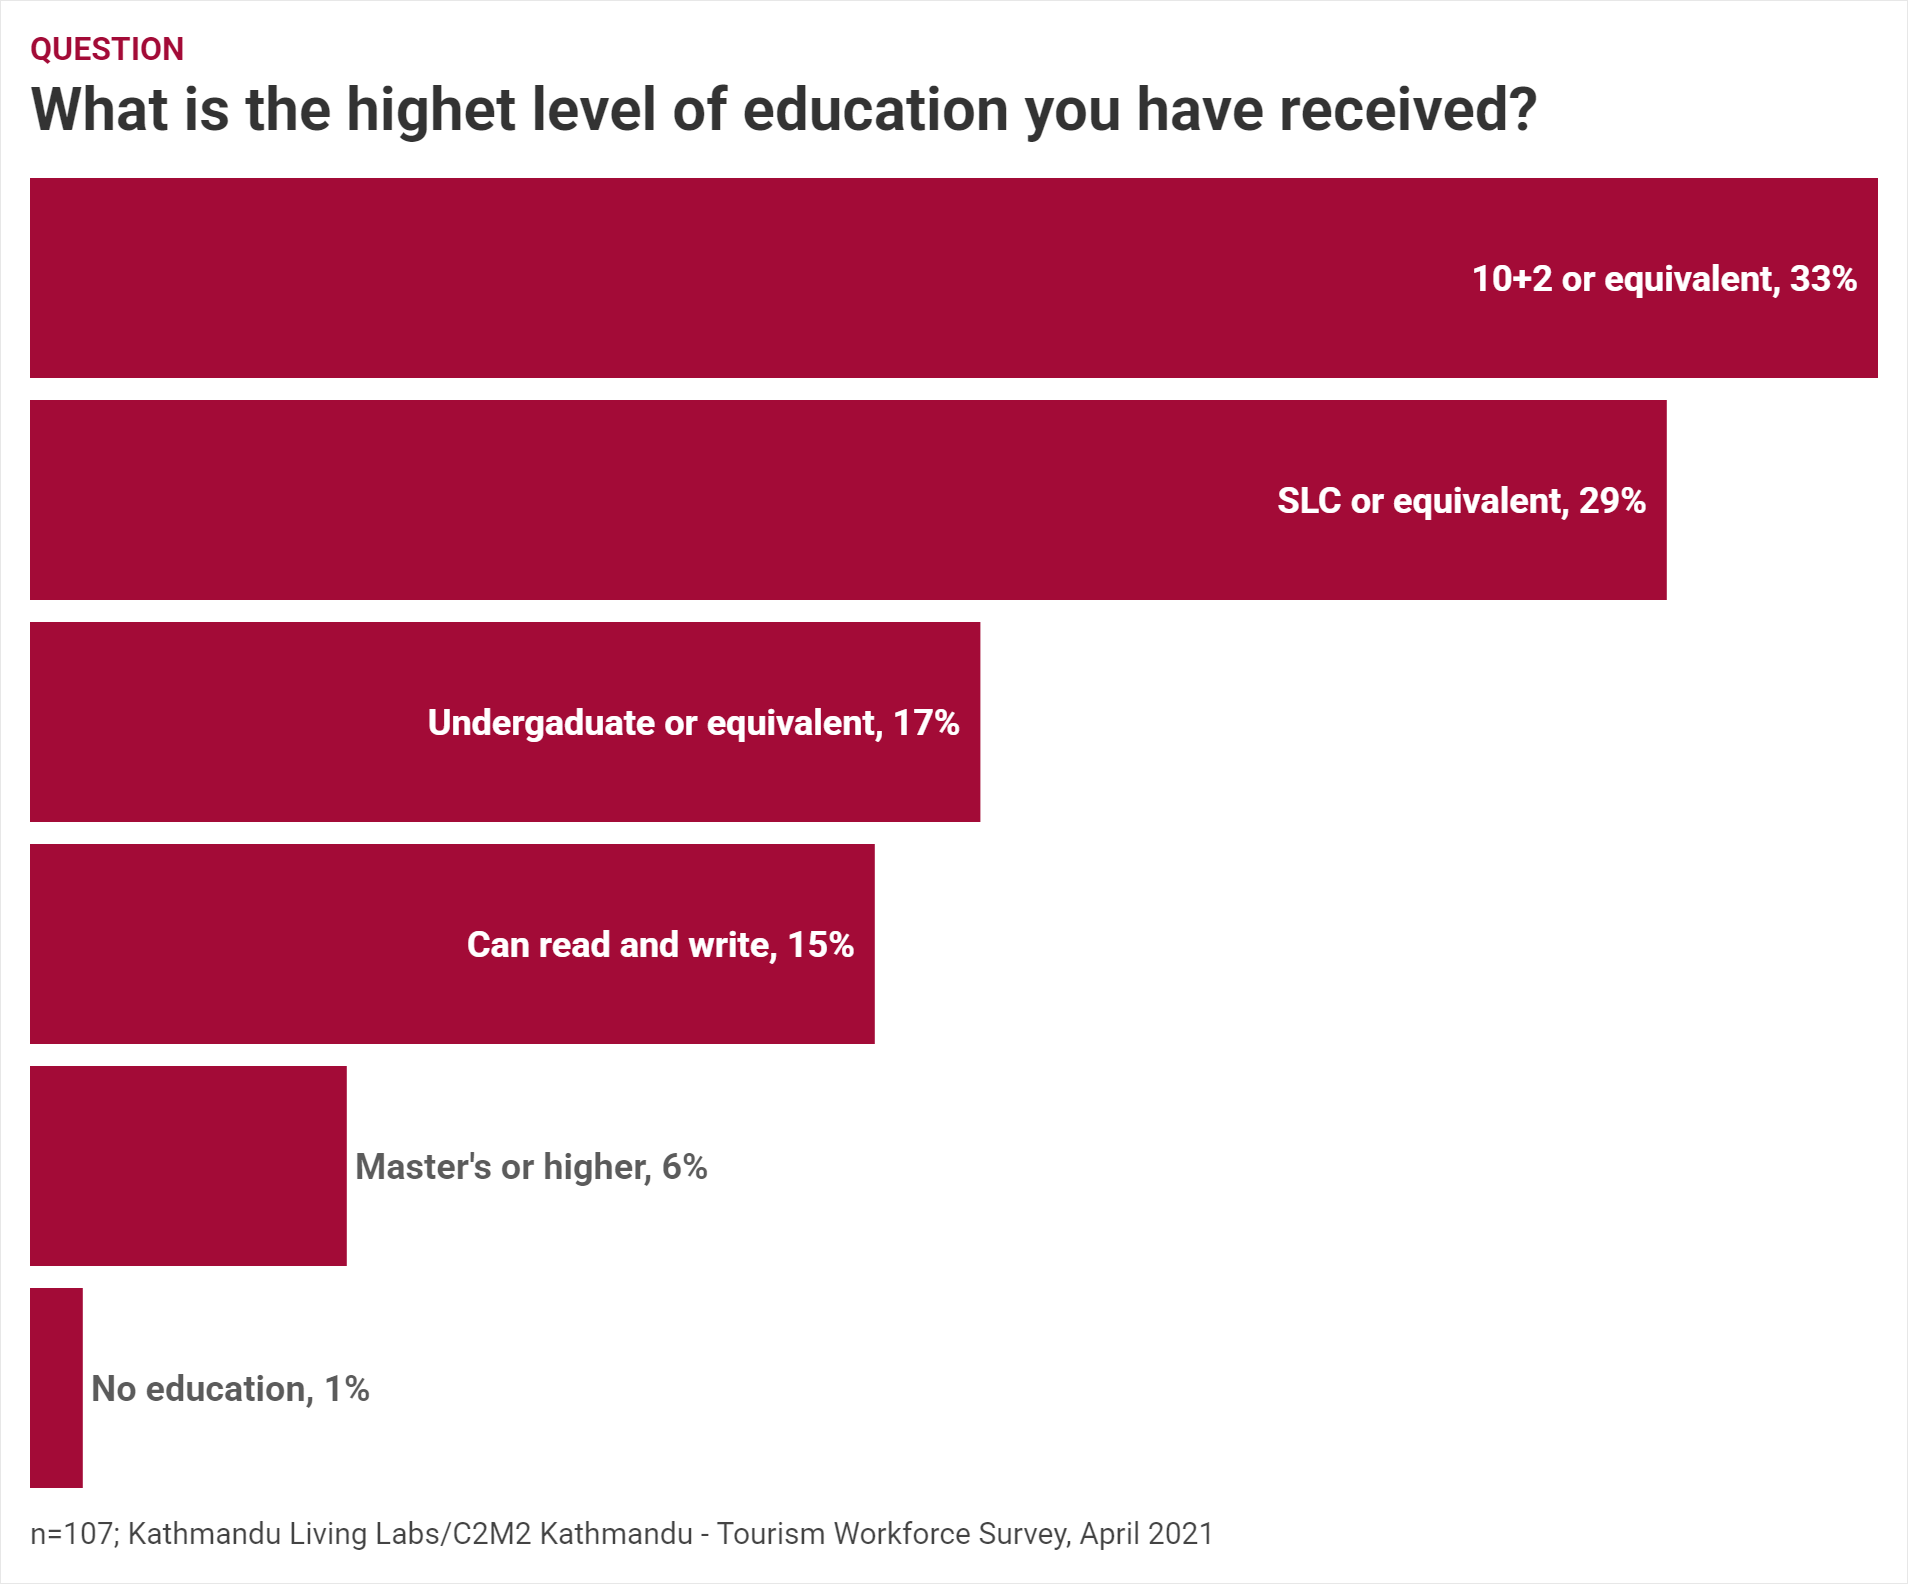 QUESTION
What is the highet level of education you have received?
10+2 or equivalent, 33%
SLC or equivalent, 29%
Undergaduate or equivalent, 17%
Can read and write, 15%
Master's or higher, 6%
No education, 1%
n=107; Kathmandu Living Labs/C2M2 Kathmandu - Tourism Workforce Survey, April 2021